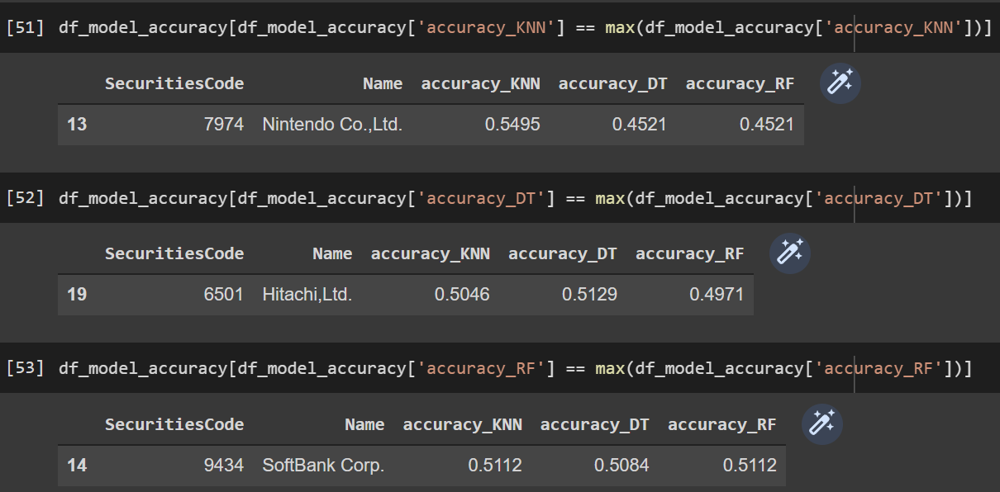 [51] df_model_accuracy[df_model_accuracy['accuracy_KNN'] == max(df_model_accuracy['accuracy_KNN'])]
SecuritiesCode Name accuracy_KNN accuracy_DT accuracy_RF
13 7974 Nintendo Co.,Ltd. 0.5495 0.4521 0.4521
[52] df_model_accuracy[df_model_accuracy['accuracy_DT'] == max(df_model_accuracy['accuracy_DT'])]
SecuritiesCode Name accuracy_KNN accuracy_DT accuracy_RF
19 6501 Hitachi,Ltd. 0.5046 0.5129 0.4971
[53] df_model_accuracy[df_model_accuracy['accuracy_RF'] == max(df_model_accuracy['accuracy_RF'])]
SecuritiesCode Name accuracy_KNN accuracy_DT accuracy_RF
14 9434 SoftBank Corp. 0.5112 0.5084 0.5112